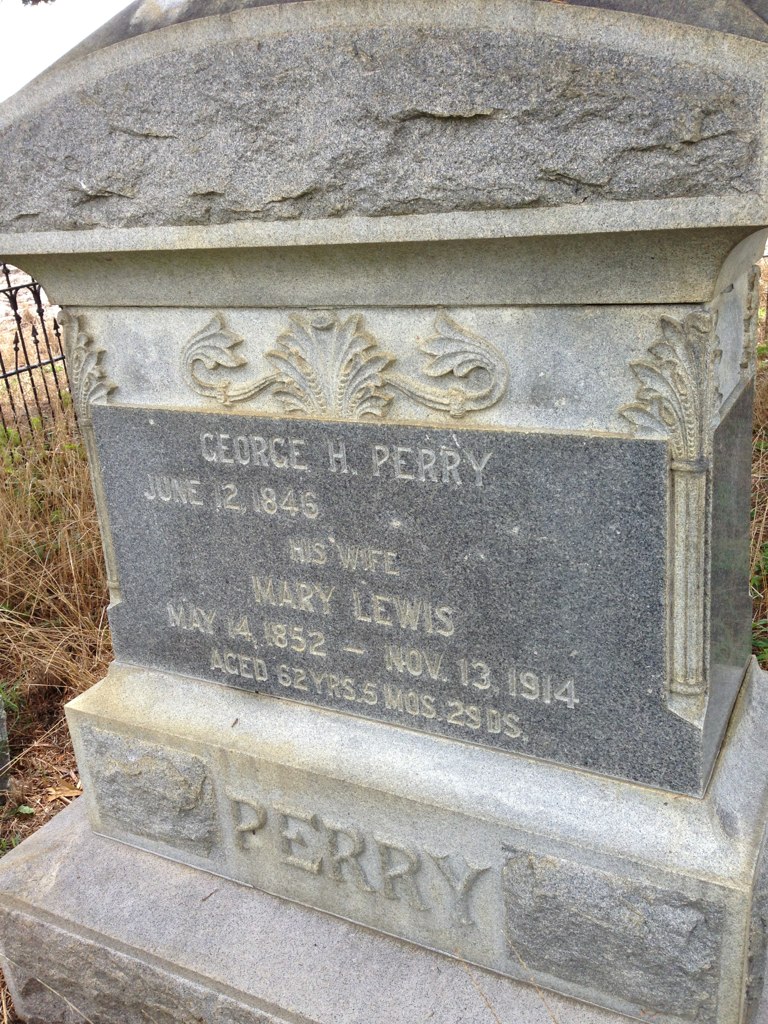 GEORGE H. PERRY
JUNE 12, 1846
HIS WIFE
MARY LEWIS
MAY 14, 1852 — NOV. 13, 1914
AGED 62 YRS. 5 MOS. 29 DS.
PERRY